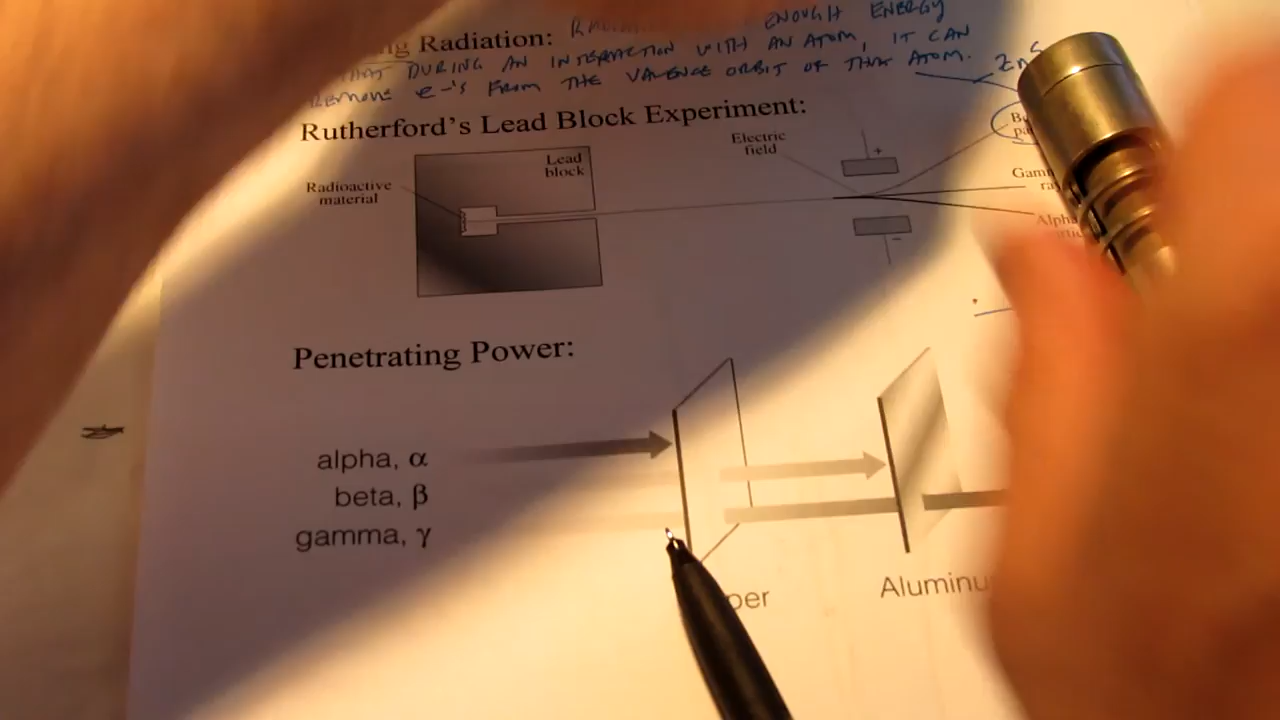 Radiation: ENOUGH ENERGY
DURING AN INTERACTION WITH AN ATOM, IT CAN
REMOVE e-'s FROM THE VALENCE ORBIT OF THAT ATOM.
Rutherford's Lead Block Experiment:
Electric
field
Lead
block
Radioactive
material
+
−
Penetrating Power:
alpha, α
beta, β
gamma, γ